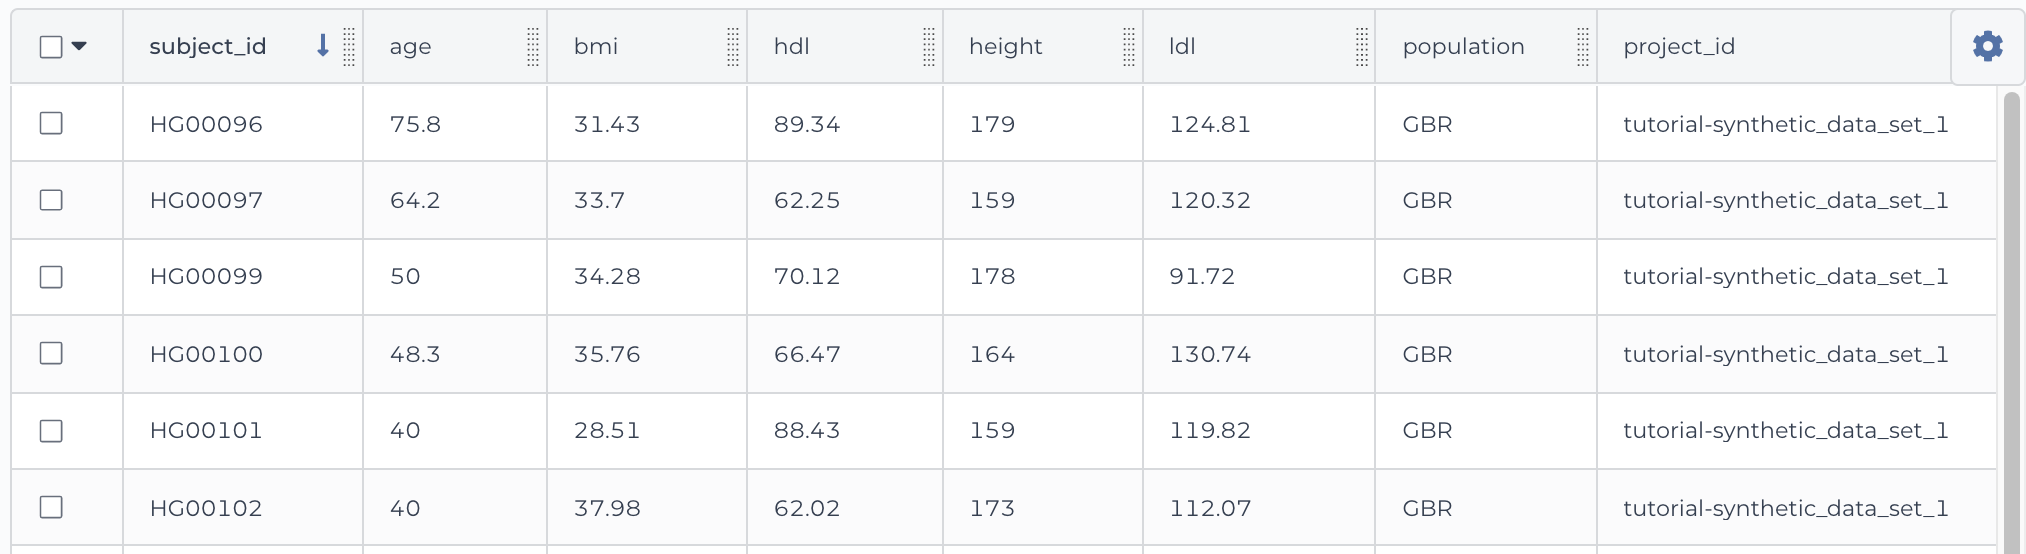 subject_id age bmi hdl height ldl population project_id
HG00096 75.8 31.43 89.34 179 124.81 GBR tutorial-synthetic_data_set_1
HG00097 64.2 33.7 62.25 159 120.32 GBR tutorial-synthetic_data_set_1
HG00099 50 34.28 70.12 178 91.72 GBR tutorial-synthetic_data_set_1
HG00100 48.3 35.76 66.47 164 130.74 GBR tutorial-synthetic_data_set_1
HG00101 40 28.51 88.43 159 119.82 GBR tutorial-synthetic_data_set_1
HG00102 40 37.98 62.02 173 112.07 GBR tutorial-synthetic_data_set_1